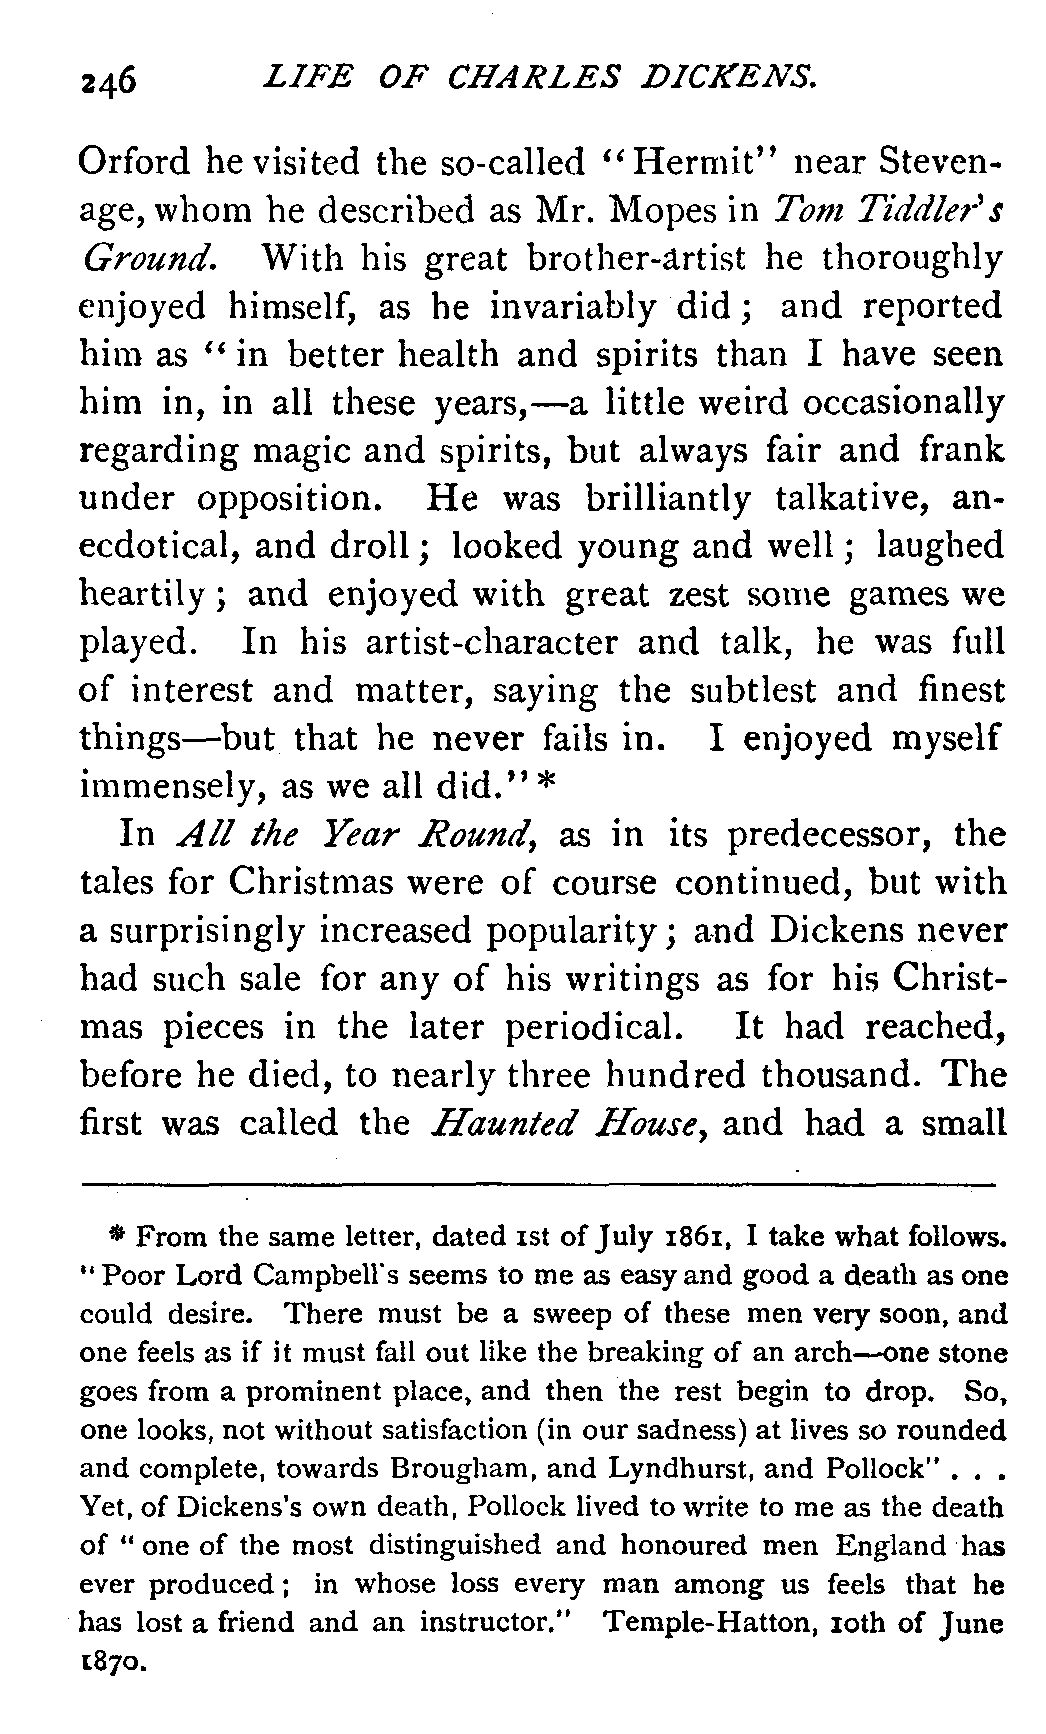 246 LIFE OF CHARLES DICKENS.
Orford he visited the so-called "Hermit" near Steven-
age, whom he described as Mr. Mopes in Tom Tiddler's
Ground. With his great brother-artist he thoroughly
enjoyed himself, as he invariably did; and reported
him as "in better health and spirits than I have seen
him in, in all these years,—a little weird occasionally
regarding magic and spirits, but always fair and frank
under opposition. He was brilliantly talkative, an-
ecdotical, and droll; looked young and well; laughed
heartily; and enjoyed with great zest some games we
played. In his artist-character and talk, he was full
of interest and matter, saying the subtlest and finest
things—but that he never fails in. I enjoyed myself
immensely, as we all did."*
In All the Year Round, as in its predecessor, the
tales for Christmas were of course continued, but with
a surprisingly increased popularity; and Dickens never
had such sale for any of his writings as for his Christ-
mas pieces in the later periodical. It had reached,
before he died, to nearly three hundred thousand. The
first was called the Haunted House, and had a small
* From the same letter, dated 1st of July 1861, I take what follows.
"Poor Lord Campbell's seems to me as easy and good a death as one
could desire. There must be a sweep of these men very soon, and
one feels as if it must fall out like the breaking of an arch—one stone
goes from a prominent place, and then the rest begin to drop. So,
one looks, not without satisfaction (in our sadness) at lives so rounded
and complete, towards Brougham, and Lyndhurst, and Pollock" . . .
Yet, of Dickens's own death, Pollock lived to write to me as the death
of "one of the most distinguished and honoured men England has
ever produced; in whose loss every man among us feels that he
has lost a friend and an instructor." Temple-Hatton, 10th of June
1870.